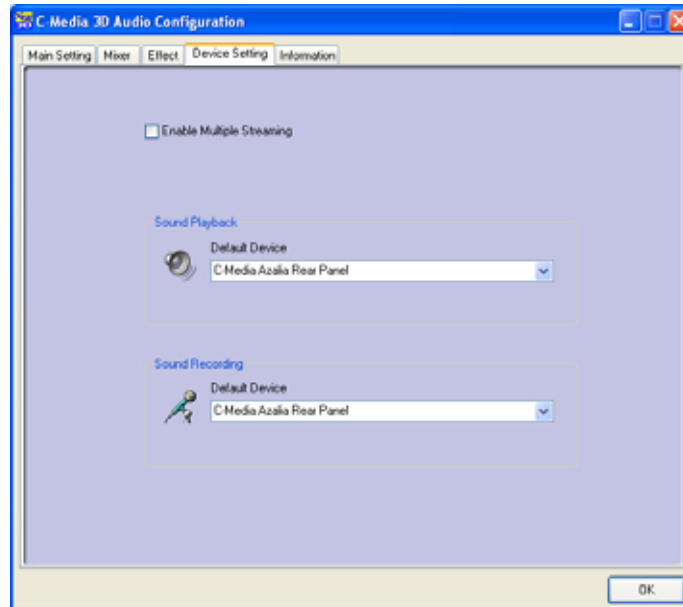 C-Media 3D Audio Configuration
Main Setting Mixer Effect Device Setting Information
Enable Multiple Streaming
Sound Playback
Default Device
C-Media Azalia Rear Panel
Sound Recording
Default Device
C-Media Azalia Rear Panel
OK